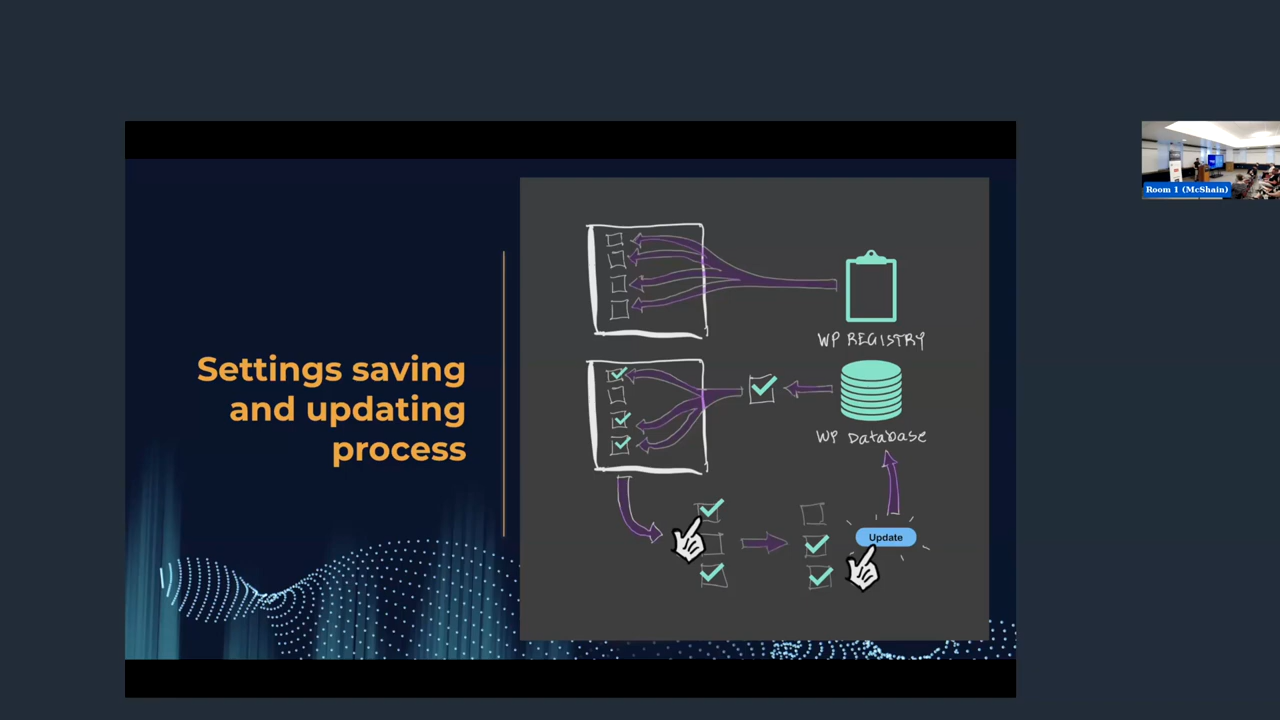 Settings saving
and updating
process
WP REGISTRY
WP Database
Update
Room 1 (McShain)